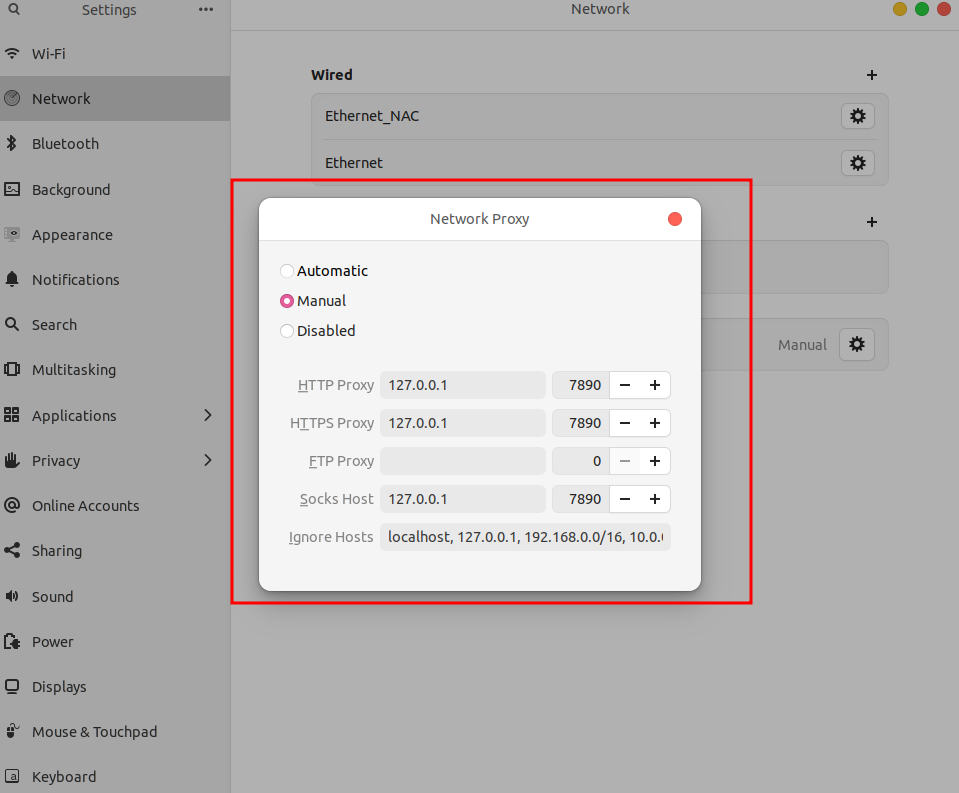 Settings
Network
Wi-Fi
Network
Bluetooth
Background
Appearance
Notifications
Search
Multitasking
Applications
Privacy
Online Accounts
Sharing
Sound
Power
Displays
Mouse & Touchpad
Keyboard
Wired
Ethernet_NAC
Ethernet
Manual
Network Proxy
Automatic
Manual
Disabled
HTTP Proxy 127.0.0.1 7890
HTTPS Proxy 127.0.0.1 7890
FTP Proxy 0
Socks Host 127.0.0.1 7890
Ignore Hosts localhost, 127.0.0.1, 192.168.0.0/16, 10.0.